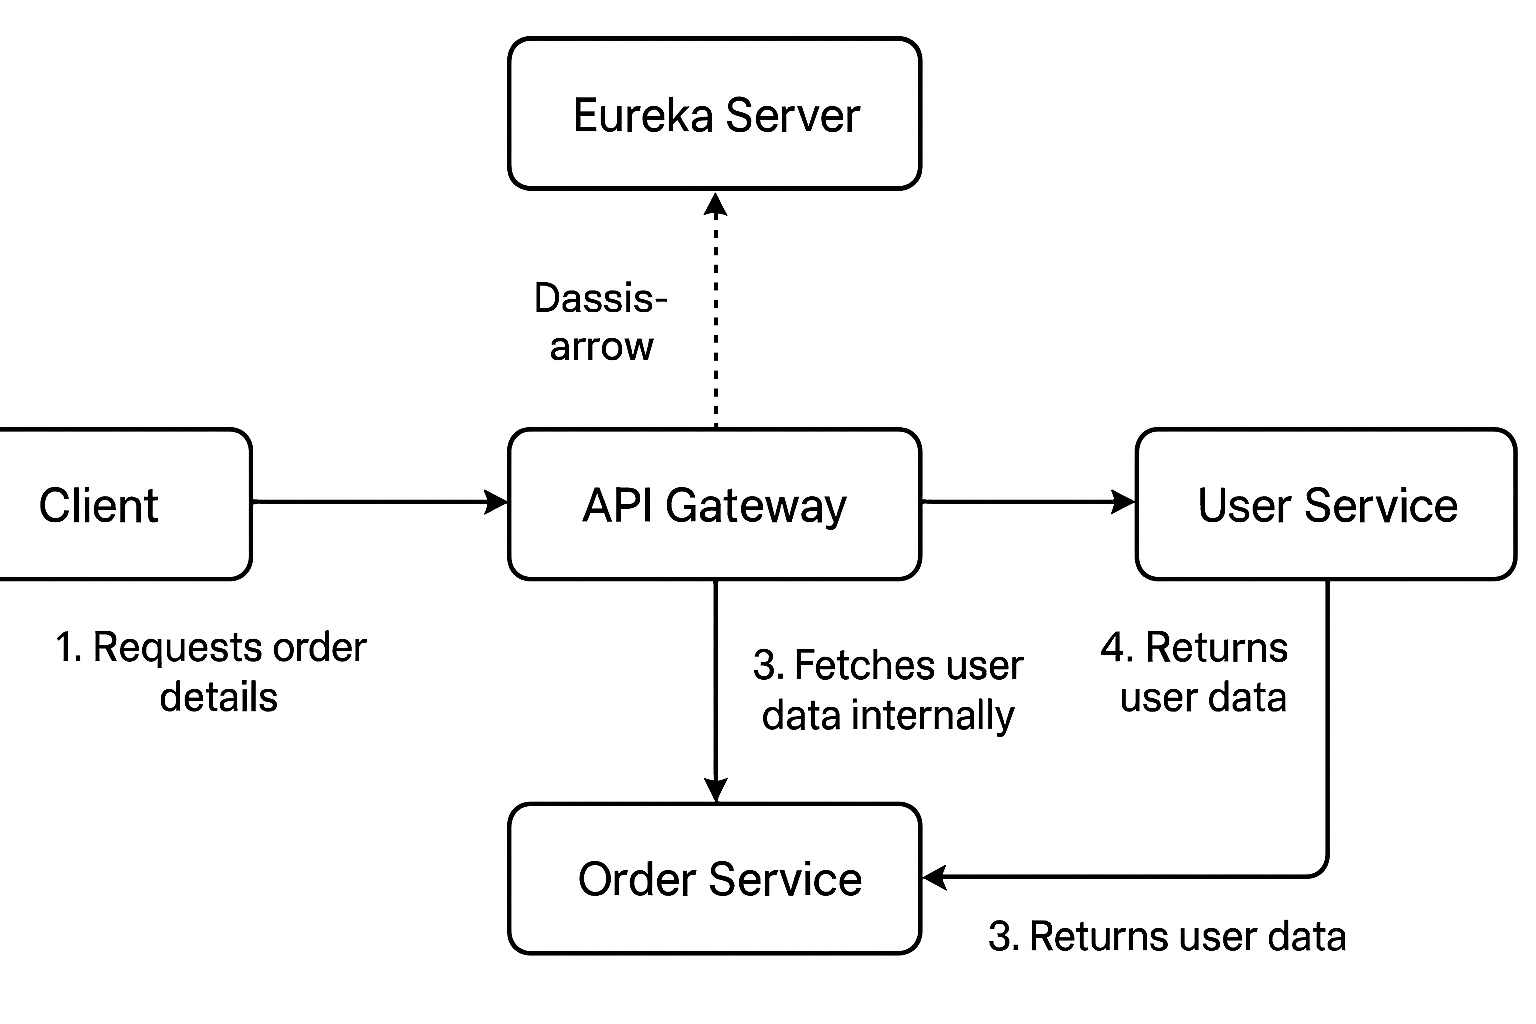 Eureka Server
Dassis-
arrow
Client
API Gateway
User Service
1. Requests order
details
3. Fetches user
data internally
4. Returns
user data
Order Service
3. Returns user data